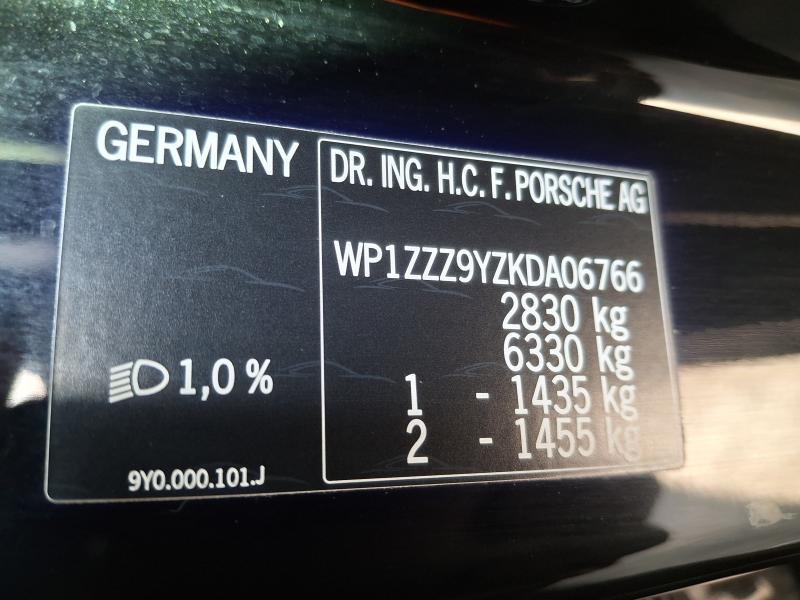 GERMANY
DR. ING. H.C. F. PORSCHE AG
WP1ZZZ9YZKDA06766
2830 kg
6330 kg
1 - 1435 kg
2 - 1455 kg
1,0 %
9Y0.000.101.J